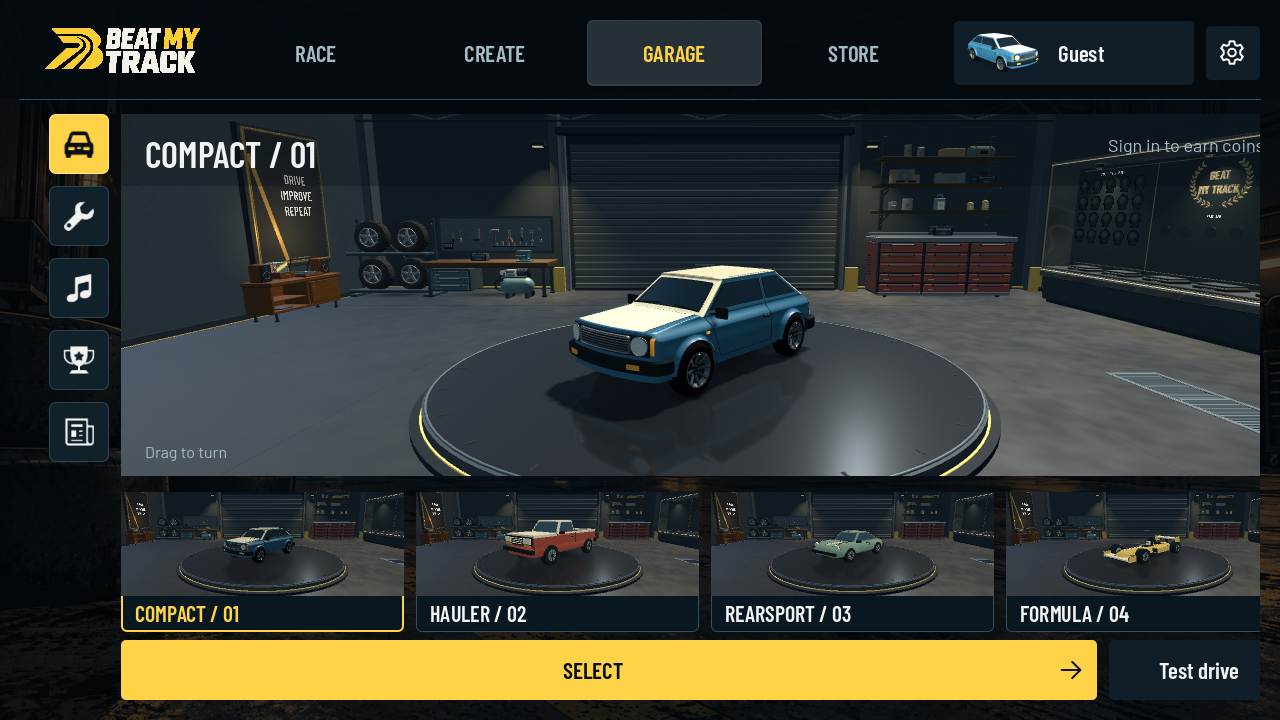 BEAT MY TRACK
RACE
CREATE
GARAGE
STORE
Guest
COMPACT / 01
Sign in to earn coins
DRIVE
IMPROVE
REPEAT
BEAT
MY TRACK
Drag to turn
COMPACT / 01
HAULER / 02
REARSPORT / 03
FORMULA / 04
SELECT
Test drive